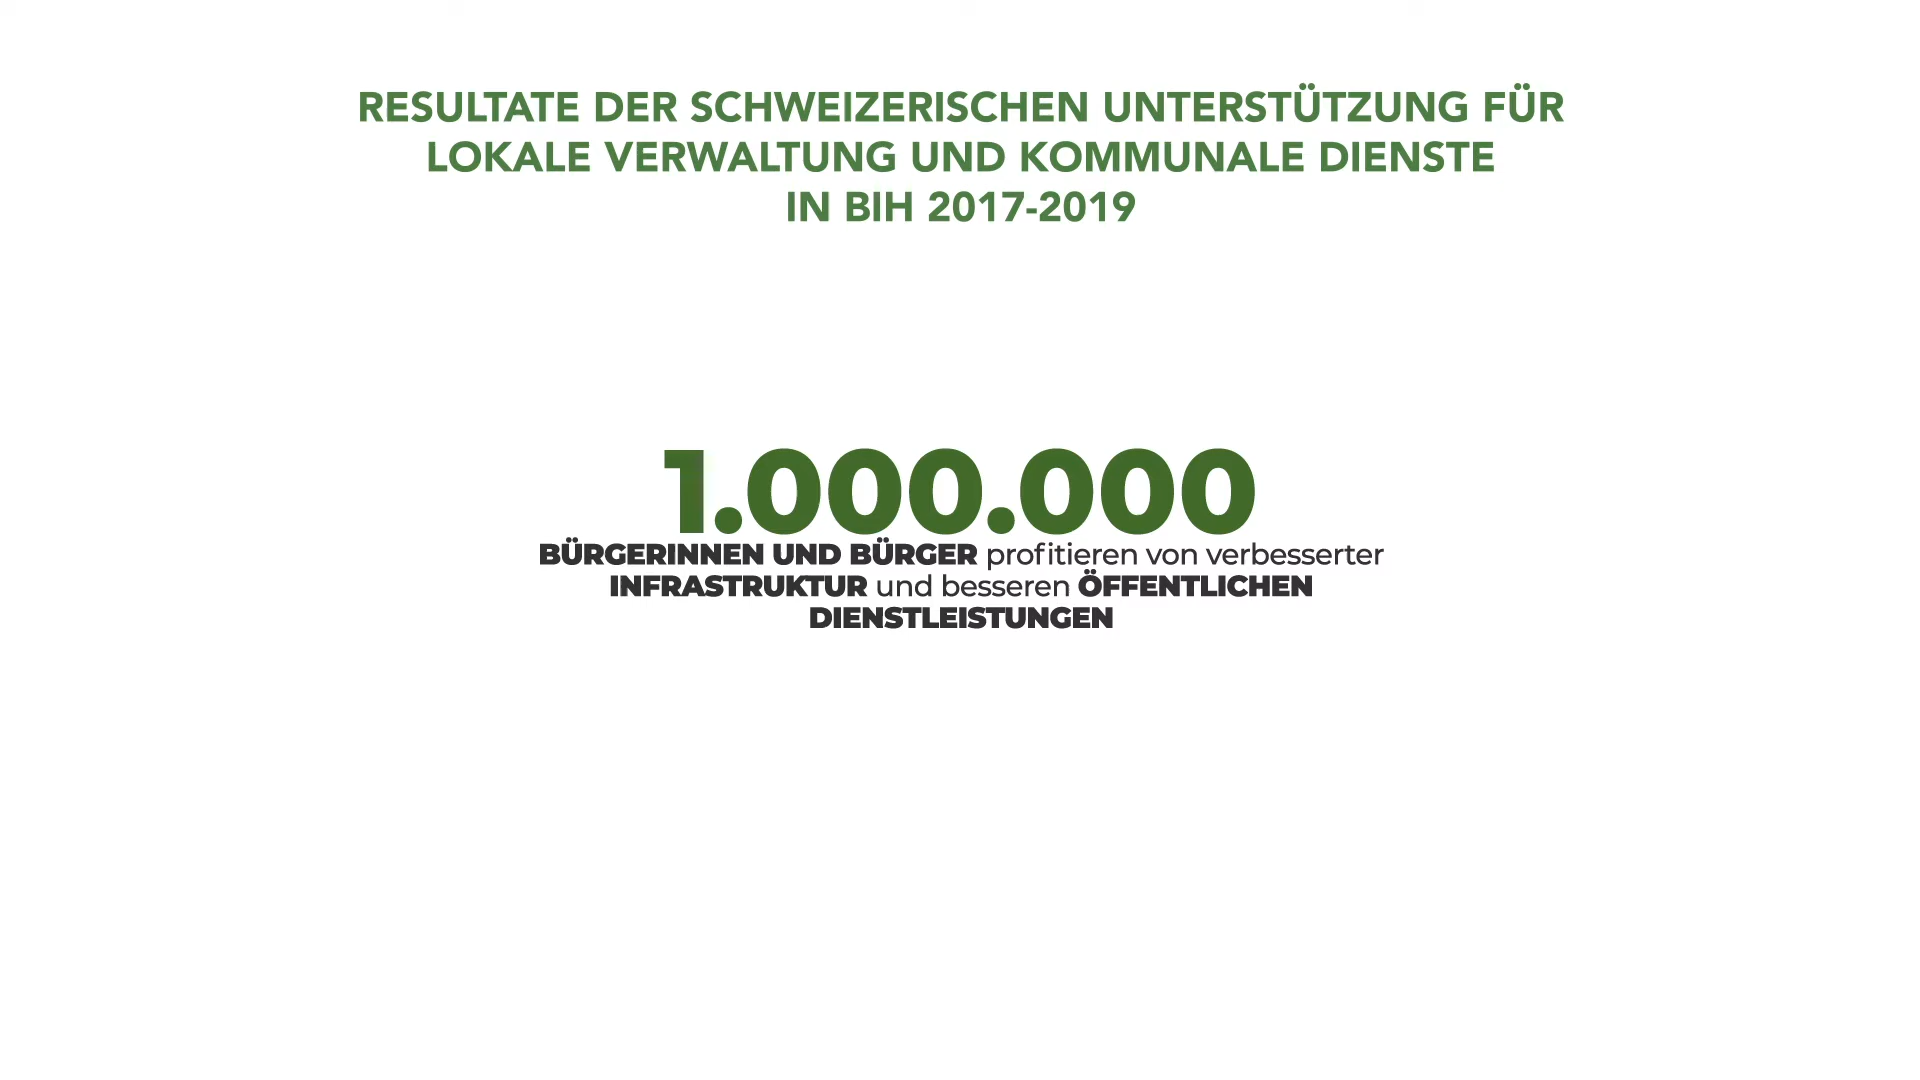 RESULTATE DER SCHWEIZERISCHEN UNTERSTÜTZUNG FÜR
LOKALE VERWALTUNG UND KOMMUNALE DIENSTE
IN BIH 2017-2019
1.000.000
BÜRGERINNEN UND BÜRGER profitieren von verbesserter
INFRASTRUKTUR und besseren ÖFFENTLICHEN
DIENSTLEISTUNGEN